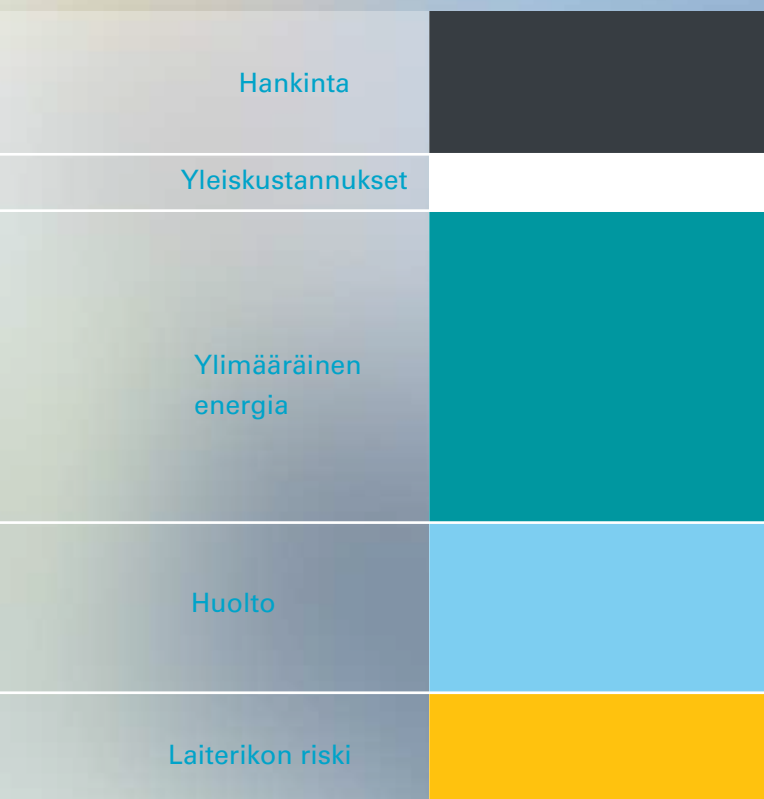 Hankinta
Yleiskustannukset
Ylimääräinen
energia
Huolto
Laiterikon riski